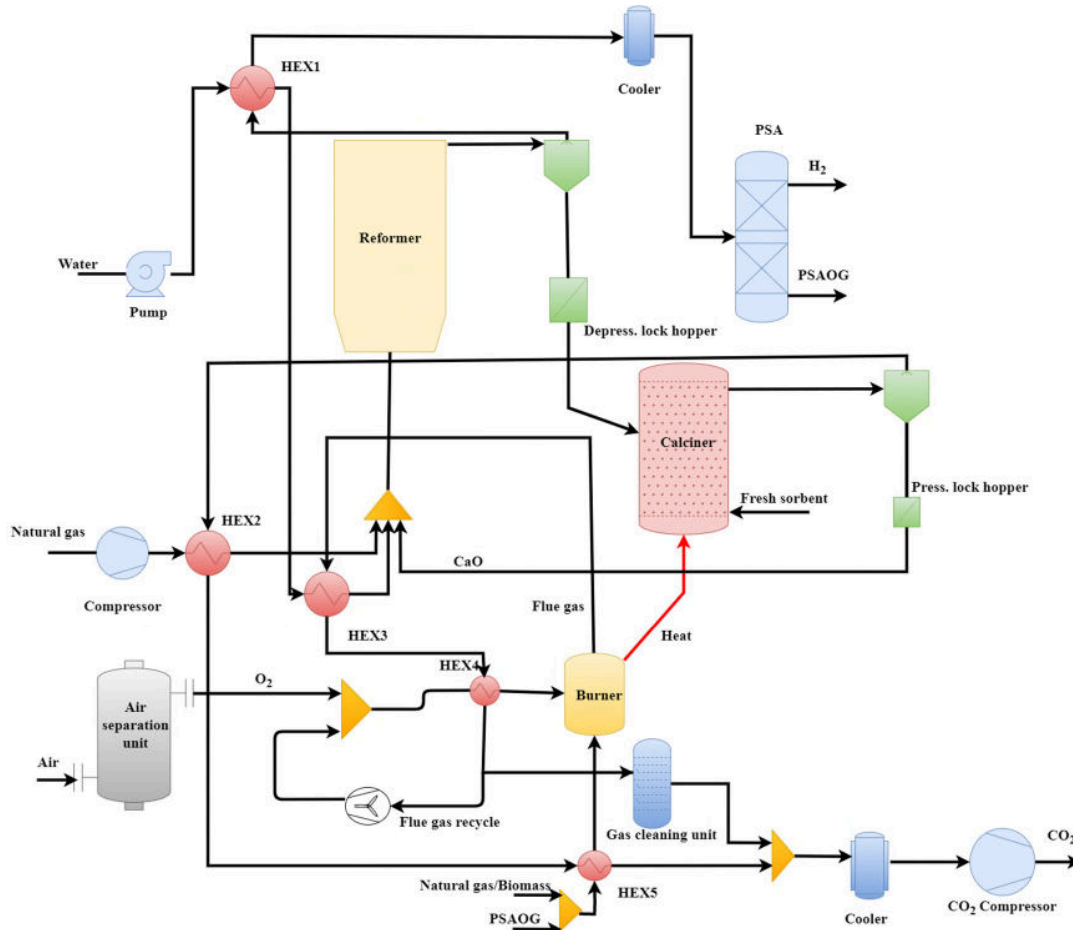 HEX1
Cooler
PSA
H2
Reformer
Water
PSAOG
Pump
Depress. lock hopper
Calciner
Press. lock hopper
Fresh sorbent
Natural gas
HEX2
CaO
Compressor
Flue gas
HEX3
Heat
HEX4
O2
Burner
Air
separation
unit
Air
Flue gas recycle
Gas cleaning unit
CO2
Natural gas/Biomass
HEX5
PSAOG
Cooler
CO2 Compressor